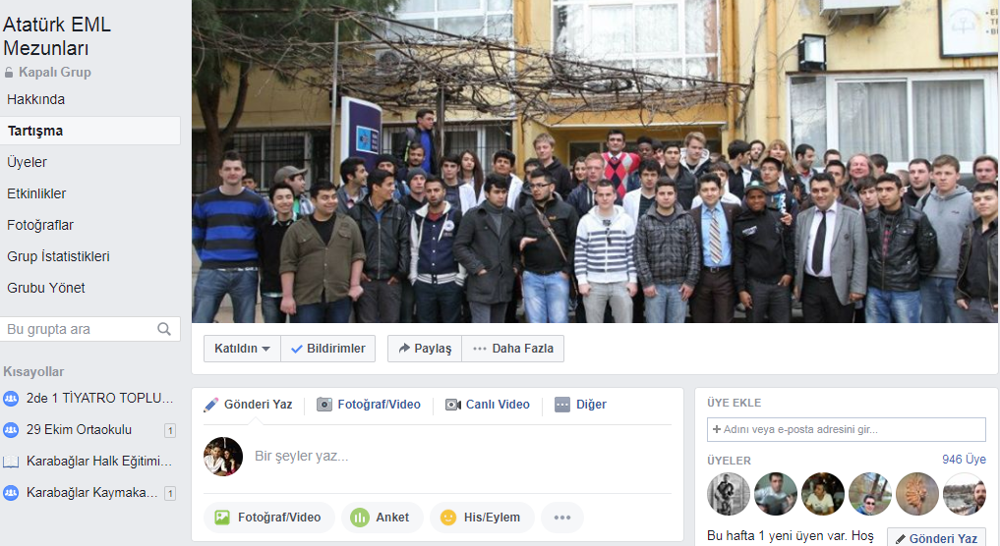 Atatürk EML
Mezunları
Kapalı Grup
Hakkında
Tartışma
Üyeler
Etkinlikler
Fotoğraflar
Grup İstatistikleri
Grubu Yönet
Bu grupta ara
Kısayollar
2de 1 TİYATRO TOPLU...
29 Ekim Ortaokulu 1
Karabağlar Halk Eğitimi...
Karabağlar Kaymaka... 1
Katıldın Bildirimler Paylaş Daha Fazla
Gönderi Yaz Fotoğraf/Video Canlı Video Diğer
Bir şeyler yaz...
Fotoğraf/Video Anket His/Eylem
ÜYE EKLE
+ Adını veya e-posta adresini gir...
ÜYELER 946 Üye
Bu hafta 1 yeni üyen var. Hoş
Gönderi Yaz